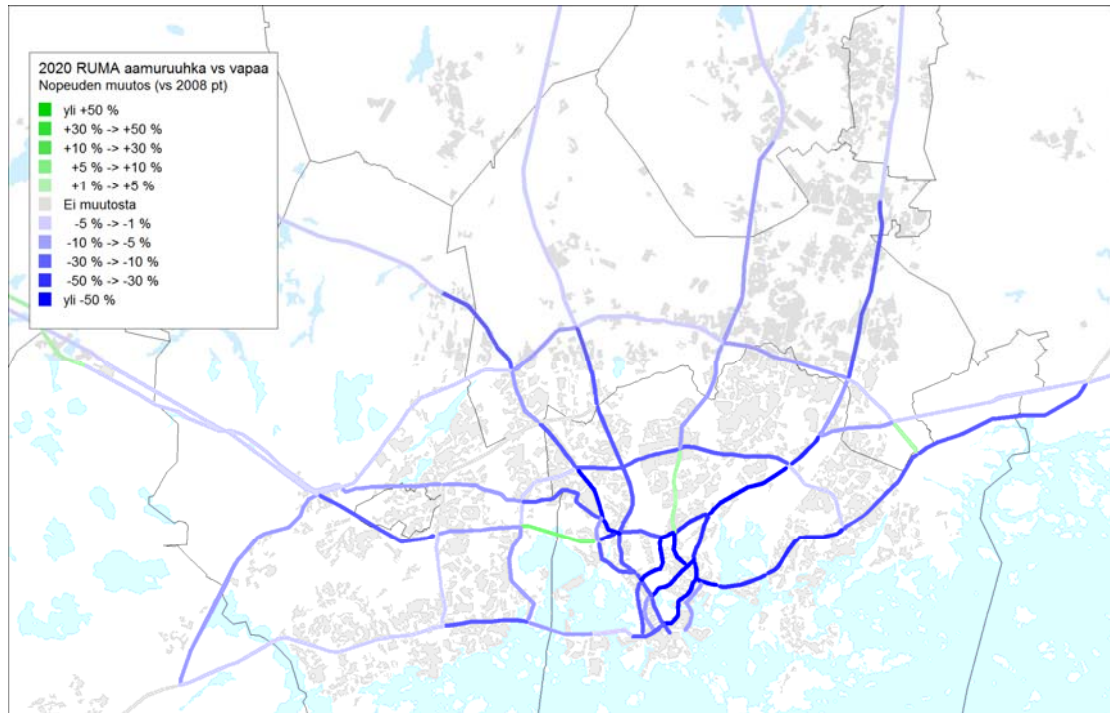 2020 RUMA aamuruuhka vs vapaa
Nopeuden muutos (vs 2008 pt)
yli +50 %
+30 % -> +50 %
+10 % -> +30 %
+5 % -> +10 %
+1 % -> +5 %
Ei muutosta
-5 % -> -1 %
-10 % -> -5 %
-30 % -> -10 %
-50 % -> -30 %
yli -50 %